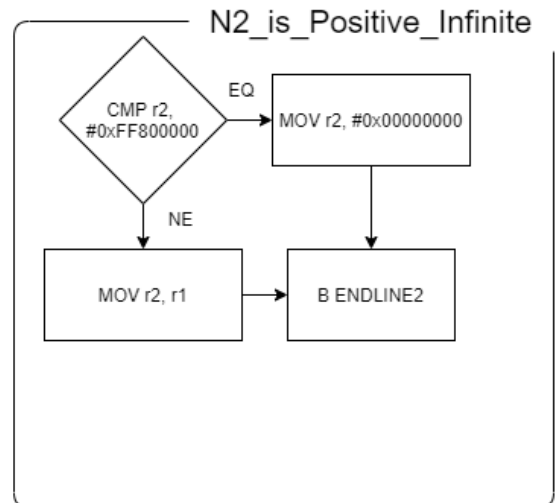 N2_is_Positive_Infinite
CMP r2,
#0xFF800000
EQ
MOV r2, #0x00000000
NE
MOV r2, r1
B ENDLINE2